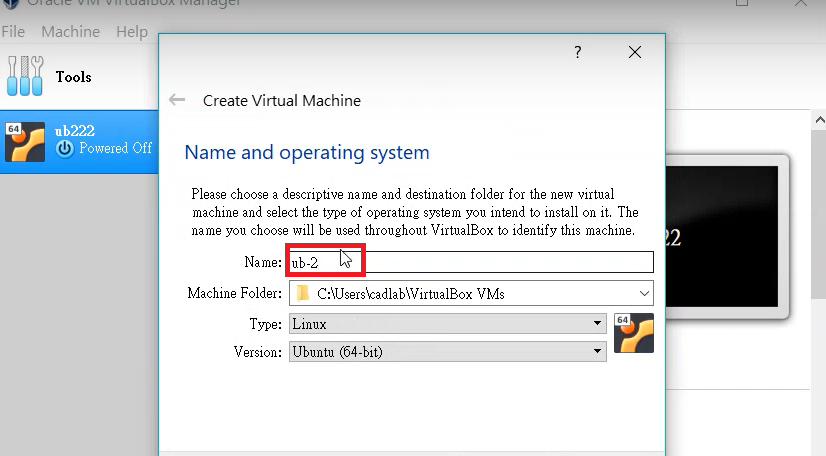 Oracle VM VirtualBox Manager
File Machine Help
Tools
64
ub222
Powered Off
?
Create Virtual Machine
Name and operating system
Please choose a descriptive name and destination folder for the new virtual
machine and select the type of operating system you intend to install on it. The
name you choose will be used throughout VirtualBox to identify this machine.
Name: ub-2
Machine Folder: C:\Users\cadlab\VirtualBox VMs
Type: Linux
64
Version: Ubuntu (64-bit)